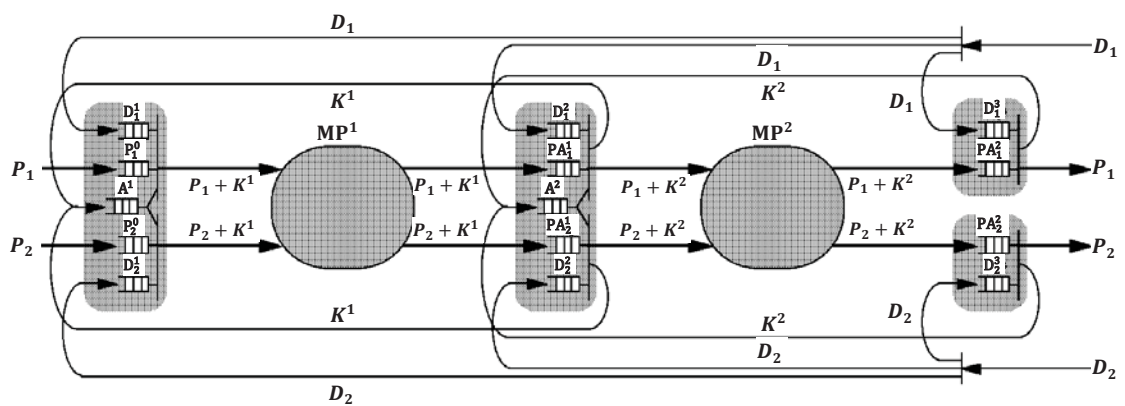 D₁
D₁
D₁
K¹
K²
D₁
D₁¹
MP¹
D₁²
MP²
D₁³
P₁
P₁⁰
PA₁¹
PA₁²
P₁
P₁ + K¹
P₁ + K¹
P₁ + K²
P₁ + K²
A¹
A²
P₂
P₂⁰
P₂ + K¹
P₂ + K¹
PA₂¹
P₂ + K²
P₂ + K²
PA₂²
P₂
D₂¹
D₂²
D₂³
K¹
K²
D₂
D₂
D₂
D₂